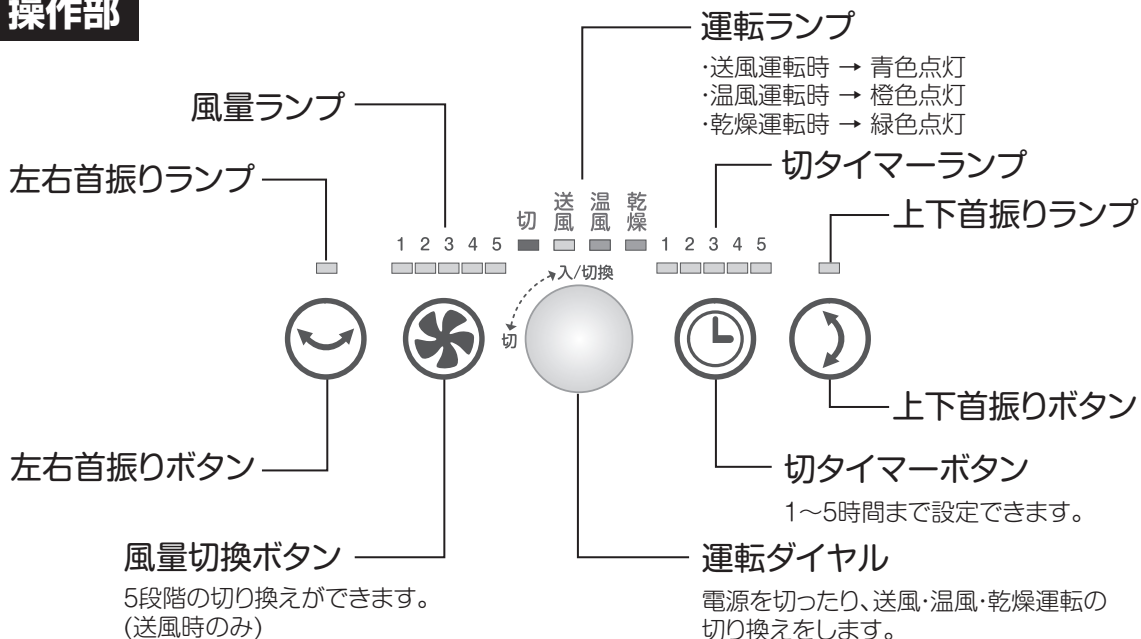 操作部
運転ランプ
・送風運転時 → 青色点灯
・温風運転時 → 橙色点灯
・乾燥運転時 → 緑色点灯
風量ランプ
切タイマーランプ
左右首振りランプ
上下首振りランプ
切 送風 温風 乾燥
1 2 3 4 5
1 2 3 4 5
入/切換
切
上下首振りボタン
左右首振りボタン
切タイマーボタン
1〜5時間まで設定できます。
風量切換ボタン
5段階の切り換えができます。
(送風時のみ)
運転ダイヤル
電源を切ったり、送風・温風・乾燥運転の
切り換えをします。